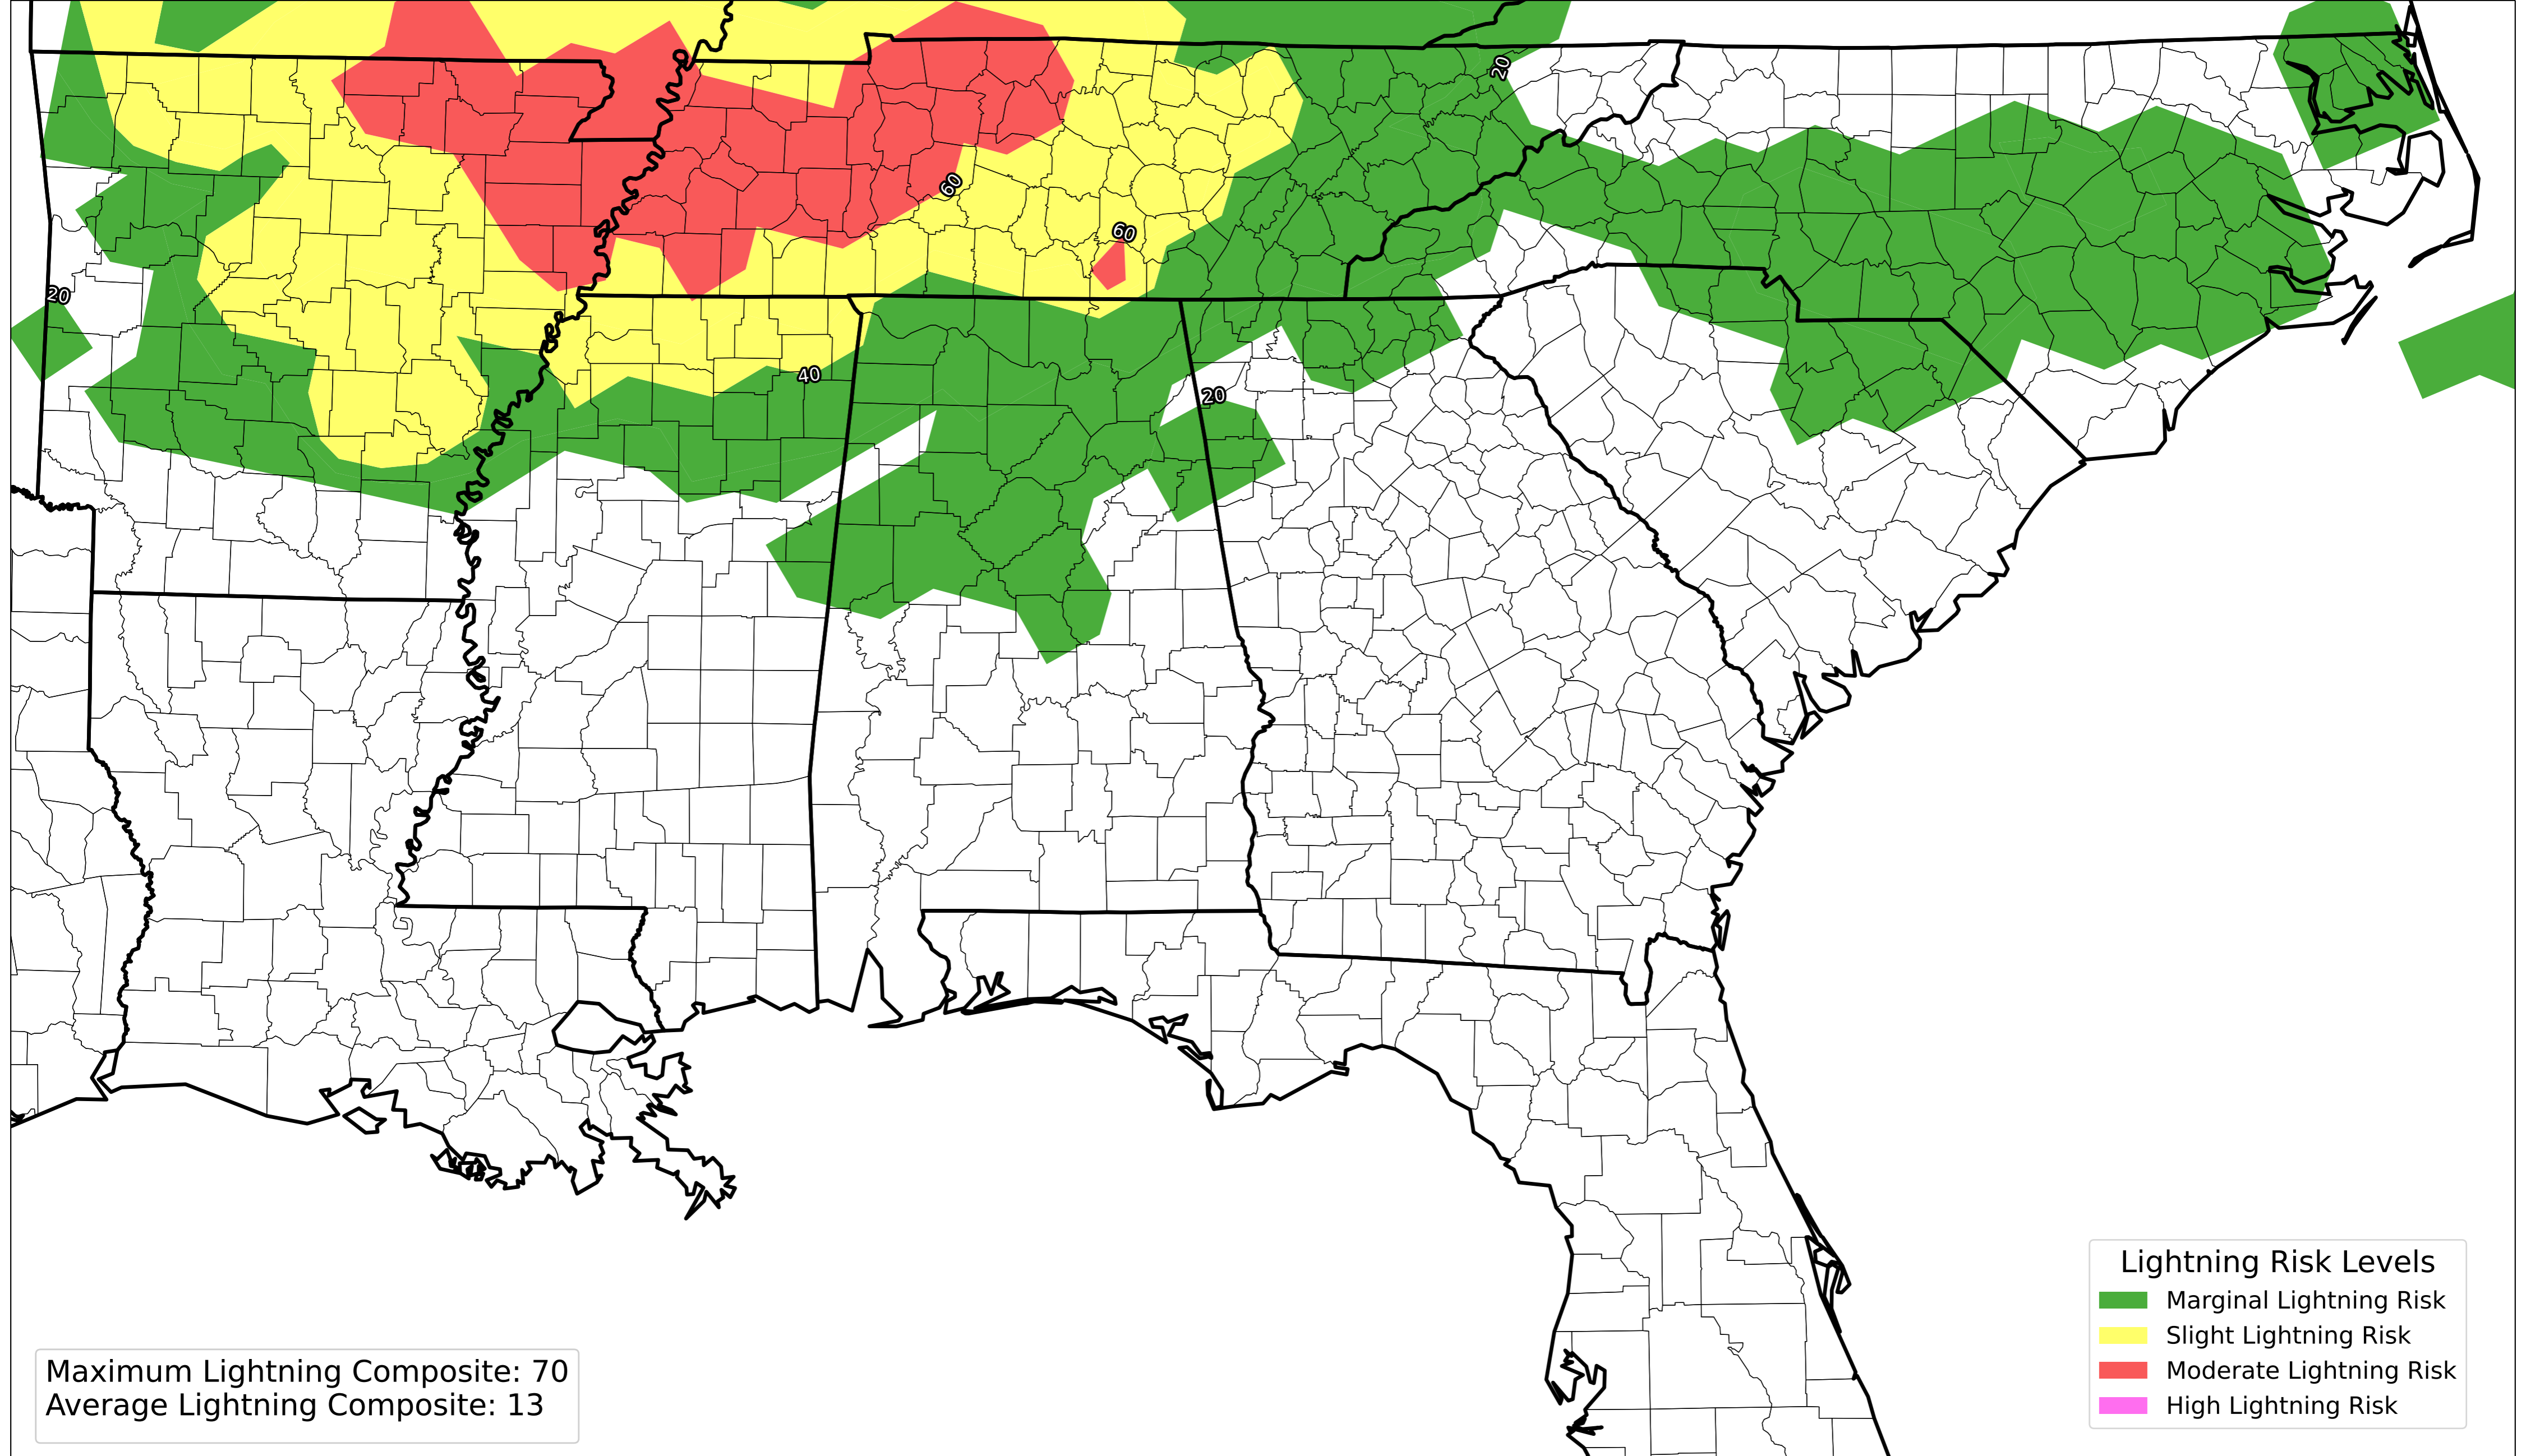 20
60
60
20
40
20
Lightning Risk Levels
Marginal Lightning Risk
Slight Lightning Risk
Moderate Lightning Risk
High Lightning Risk
Maximum Lightning Composite: 70
Average Lightning Composite: 13